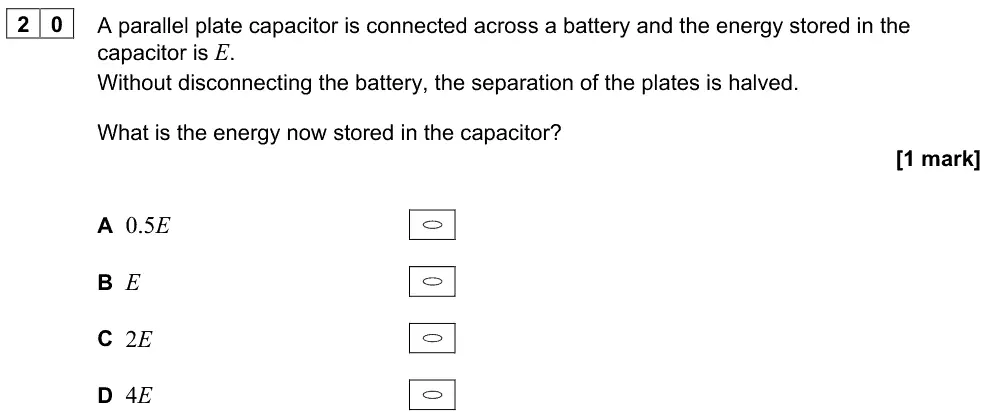 2 0 A parallel plate capacitor is connected across a battery and the energy stored in the
capacitor is E.
Without disconnecting the battery, the separation of the plates is halved.
What is the energy now stored in the capacitor?
[1 mark]
A 0.5E
B E
C 2E
D 4E